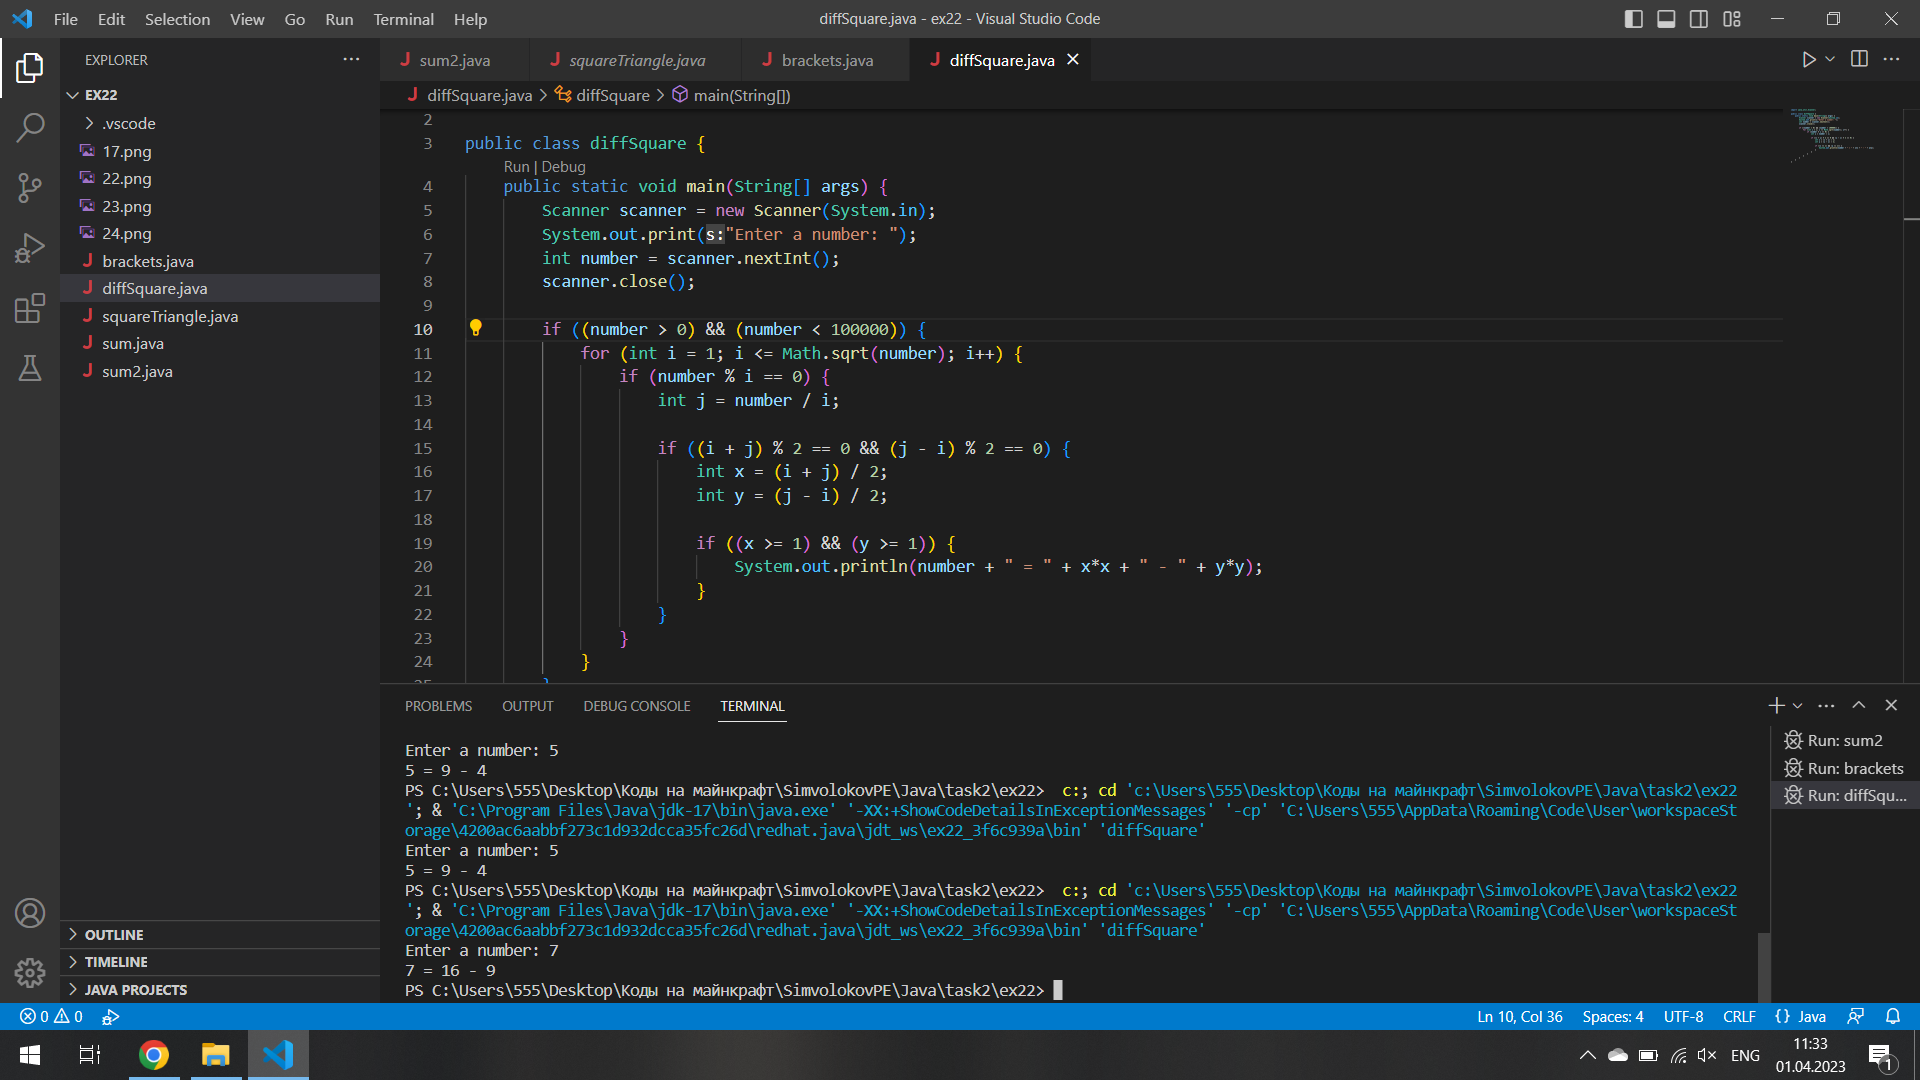 File Edit Selection View Go Run Terminal Help
diffSquare.java - ex22 - Visual Studio Code
EXPLORER
EX22
.vscode
17.png
22.png
23.png
24.png
brackets.java
diffSquare.java
squareTriangle.java
sum.java
sum2.java
OUTLINE
TIMELINE
JAVA PROJECTS
sum2.java squareTriangle.java brackets.java diffSquare.java
diffSquare.java > diffSquare > main(String[])
2
3 public class diffSquare {
Run | Debug
4 public static void main(String[] args) {
5 Scanner scanner = new Scanner(System.in);
6 System.out.print(s:"Enter a number: ");
7 int number = scanner.nextInt();
8 scanner.close();
9
10 if ((number > 0) && (number < 100000)) {
11 for (int i = 1; i <= Math.sqrt(number); i++) {
12 if (number % i == 0) {
13 int j = number / i;
14
15 if ((i + j) % 2 == 0 && (j - i) % 2 == 0) {
16 int x = (i + j) / 2;
17 int y = (j - i) / 2;
18
19 if ((x >= 1) && (y >= 1)) {
20 System.out.println(number + " = " + x*x + " - " + y*y);
21 }
22 }
23 }
24 }
PROBLEMS OUTPUT DEBUG CONSOLE TERMINAL
Enter a number: 5
5 = 9 - 4
PS C:\Users\555\Desktop\Коды на майнкрафт\SimvolokovPE\Java\task2\ex22> c:; cd 'c:\Users\555\Desktop\Коды на майнкрафт\SimvolokovPE\Java\task2\ex22
'; & 'C:\Program Files\Java\jdk-17\bin\java.exe' '-XX:+ShowCodeDetailsInExceptionMessages' '-cp' 'C:\Users\555\AppData\Roaming\Code\User\workspaceSt
orage\4200ac6aabbf273c1d932dcca35fc26d\redhat.java\jdt_ws\ex22_3f6c939a\bin' 'diffSquare'
Enter a number: 5
5 = 9 - 4
PS C:\Users\555\Desktop\Коды на майнкрафт\SimvolokovPE\Java\task2\ex22> c:; cd 'c:\Users\555\Desktop\Коды на майнкрафт\SimvolokovPE\Java\task2\ex22
'; & 'C:\Program Files\Java\jdk-17\bin\java.exe' '-XX:+ShowCodeDetailsInExceptionMessages' '-cp' 'C:\Users\555\AppData\Roaming\Code\User\workspaceSt
orage\4200ac6aabbf273c1d932dcca35fc26d\redhat.java\jdt_ws\ex22_3f6c939a\bin' 'diffSquare'
Enter a number: 7
7 = 16 - 9
PS C:\Users\555\Desktop\Коды на майнкрафт\SimvolokovPE\Java\task2\ex22>
Run: sum2
Run: brackets
Run: diffSqu...
0 0
Ln 10, Col 36 Spaces: 4 UTF-8 CRLF {} Java
ENG
11:33
01.04.2023
1